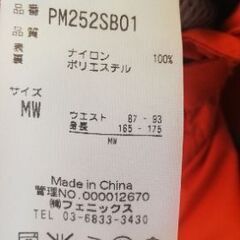 品番 PM252SB01
品質
表 ナイロン 100%
裏 ポリエステル
サイズ
MW
ウエスト 87 - 93
身長 165 - 175
MW
Made in China
管理NO.000012670
㈱フェニックス
TEL 03-6833-3430